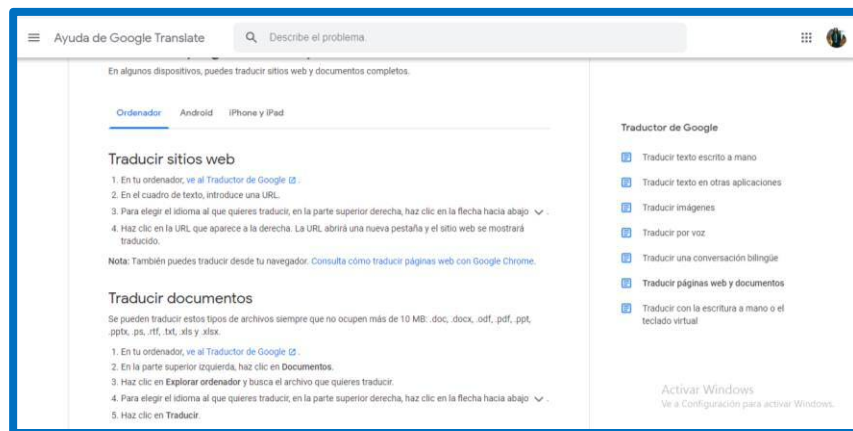 Ayuda de Google Translate
Describe el problema.
En algunos dispositivos, puedes traducir sitios web y documentos completos.
Ordenador Android iPhone y iPad
Traducir sitios web
1. En tu ordenador, ve al Traductor de Google.
2. En el cuadro de texto, introduce una URL.
3. Para elegir el idioma al que quieres traducir, en la parte superior derecha, haz clic en la flecha hacia abajo.
4. Haz clic en la URL que aparece a la derecha. La URL abrirá una nueva pestaña y el sitio web se mostrará
traducido.
Nota: También puedes traducir desde tu navegador. Consulta cómo traducir páginas web con Google Chrome.
Traducir documentos
Se pueden traducir estos tipos de archivos siempre que no ocupen más de 10 MB: .doc, .docx, .odf, .pdf, .ppt,
.pptx, .ps, .rtf, .txt, .xls y .xlsx.
1. En tu ordenador, ve al Traductor de Google.
2. En la parte superior izquierda, haz clic en Documentos.
3. Haz clic en Explorar ordenador y busca el archivo que quieres traducir.
4. Para elegir el idioma al que quieres traducir, en la parte superior derecha, haz clic en la flecha hacia abajo.
5. Haz clic en Traducir.
Traductor de Google
Traducir texto escrito a mano
Traducir texto en otras aplicaciones
Traducir imágenes
Traducir por voz
Traducir una conversación bilingüe
Traducir páginas web y documentos
Traducir con la escritura a mano o el
teclado virtual
Activar Windows
Ve a Configuración para activar Windows.